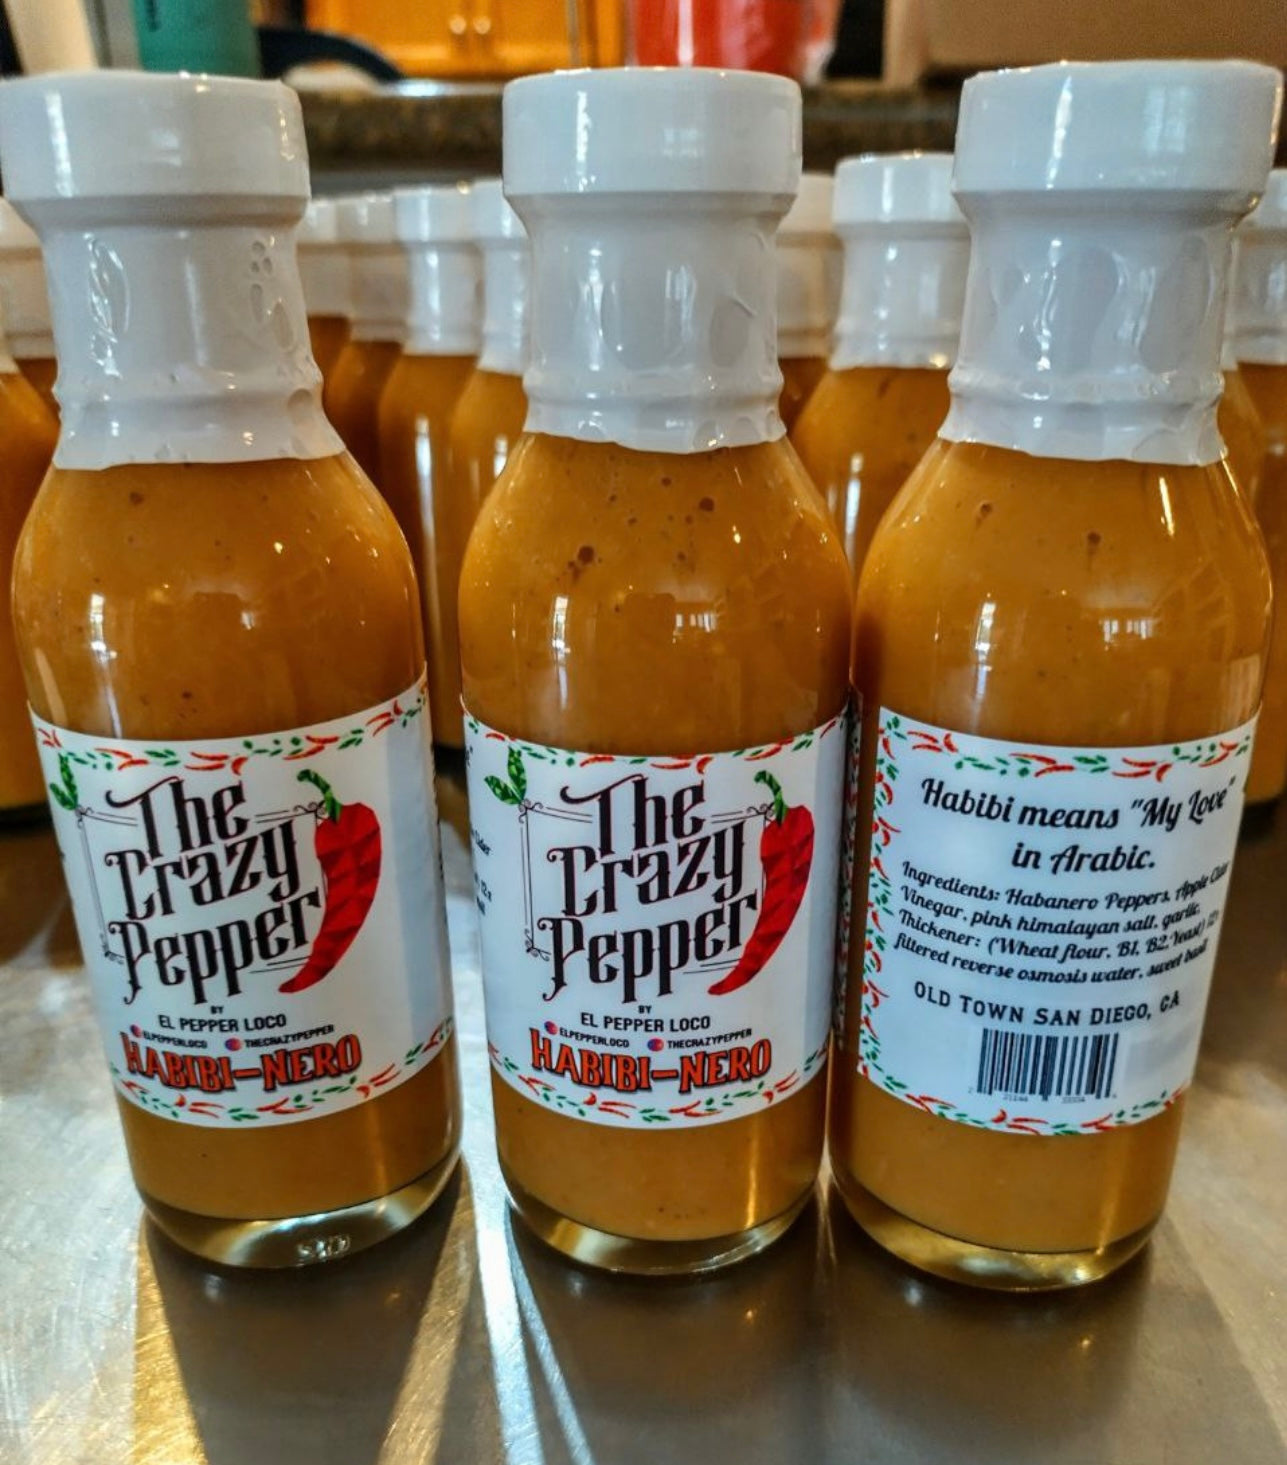 The
Crazy
Pepper
BY
EL PEPPER LOCO
ELPEPPERLOCO THECRAZYPEPPER
HABIBI-NERO
The
Crazy
Pepper
BY
EL PEPPER LOCO
ELPEPPERLOCO THECRAZYPEPPER
HABIBI-NERO
Habibi means "My Love"
in Arabic.
Ingredients: Habanero Peppers, Apple Cider
Vinegar, pink himalayan salt, garlic,
Thickener: (Wheat flour, B1, B2, Yeast) 12x
filtered reverse osmosis water, sweet basil
OLD TOWN SAN DIEGO, CA